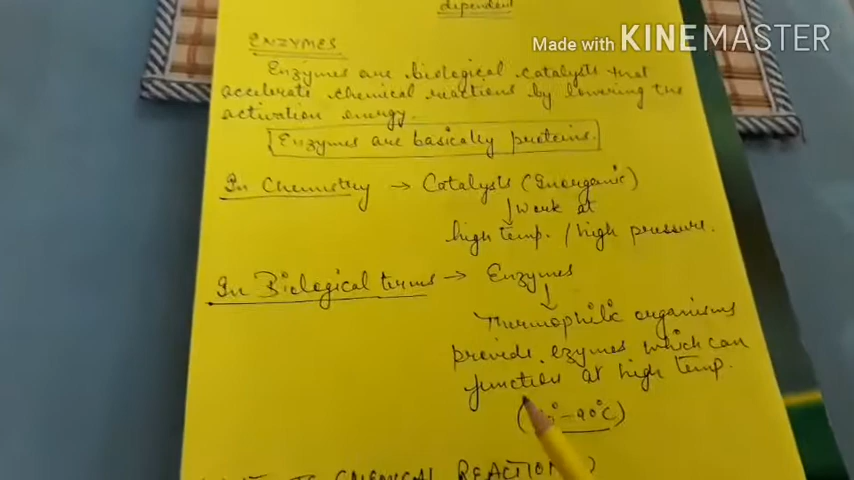 dependent
Made with KINEMASTER
ENZYMES
Enzymes are biological catalysts that
accelerate chemical reactions by lowering the
activation energy.
Enzymes are basically proteins.
In Chemistry → Catalysts (Inorganic)
work at
high temp. / high pressure.
In Biological terms → Enzymes
Thermophilic organisms
provide ezymes which can
function at high temp.
-90°C)
CHEMICAL REACTION